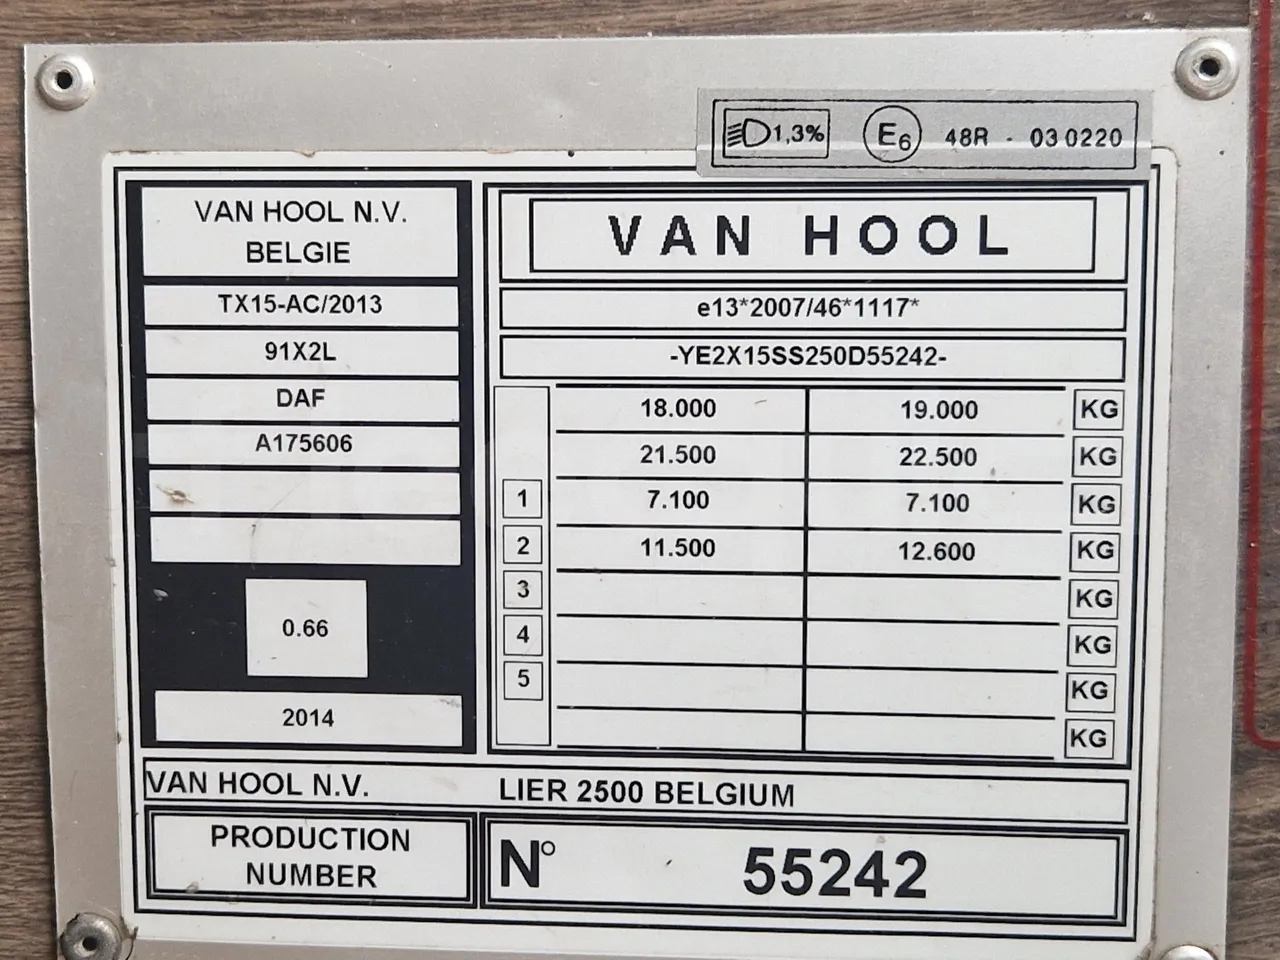 1,3% E6 48R - 03 0220
VAN HOOL N.V.
BELGIE
TX15-AC/2013
91X2L
DAF
A175606
0.66
2014
VAN HOOL
e13*2007/46*1117*
-YE2X15SS250D55242-
18.000 19.000 KG
21.500 22.500 KG
1 7.100 7.100 KG
2 11.500 12.600 KG
3 KG
4 KG
5 KG
KG
VAN HOOL N.V. LIER 2500 BELGIUM
PRODUCTION
NUMBER
N° 55242